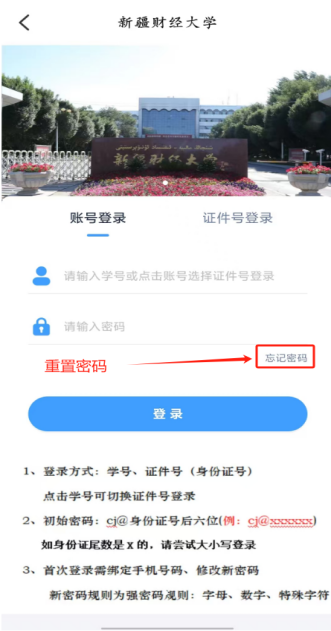 新疆财经大学
新疆财经大学
账号登录
证件号登录
请输入学号或点击账号选择证件号登录
请输入密码
忘记密码
重置密码
登 录
1、登录方式：学号、证件号（身份证号）
点击学号可切换证件号登录
2、初始密码：cj@身份证号后六位(例：cj@xxxxxx)
如身份证尾数是 x 的，请尝试大小写登录
3、首次登录需绑定手机号码、修改新密码
新密码规则为强密码规则：字母、数字、特殊字符